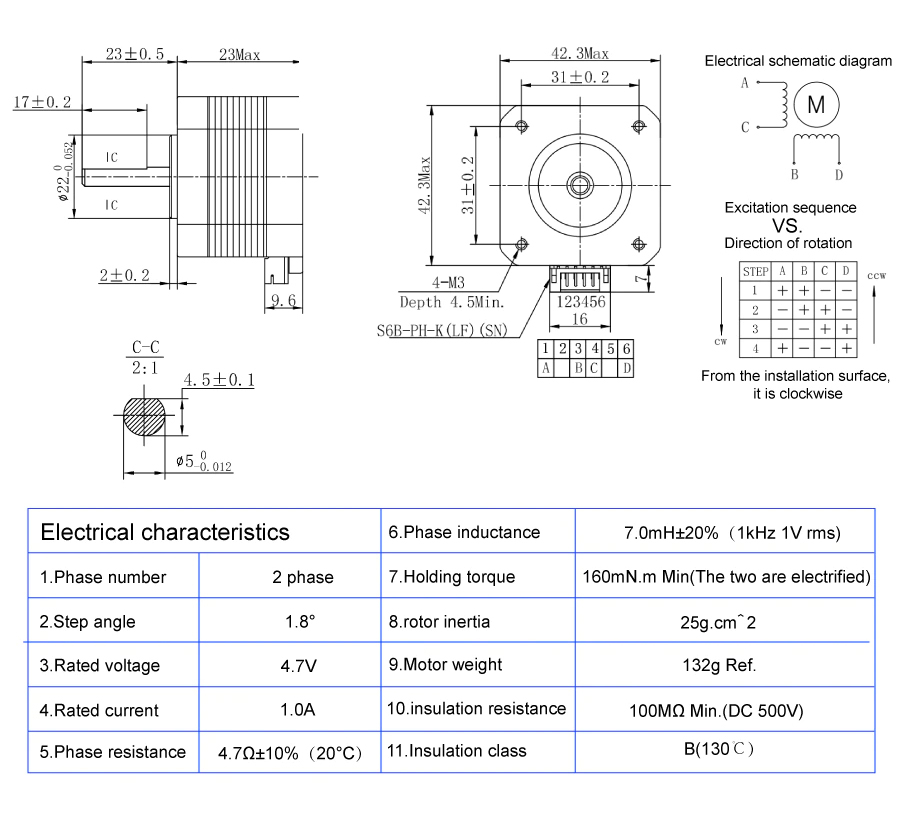 23±0.5
23Max
17±0.2
IC
IC
ø22 0 -0.052
2±0.2
9.6
42.3Max
31±0.2
42.3Max
31±0.2
4-M3
Depth 4.5Min.
S6B-PH-K(LF)(SN)
7
123456
16
1 2 3 4 5 6
A B C D
Electrical schematic diagram
A
M
C
B D
Excitation sequence
VS.
Direction of rotation
STEP A B C D
1 + + － －
2 － + + －
3 － － + +
4 + － － +
ccw
cw
From the installation surface,
it is clockwise
C-C
2:1
4.5±0.1
ø5 0 -0.012
Electrical characteristics
1.Phase number 2 phase
2.Step angle 1.8°
3.Rated voltage 4.7V
4.Rated current 1.0A
5.Phase resistance 4.7Ω±10%（20°C）
6.Phase inductance 7.0mH±20%（1kHz 1V rms)
7.Holding torque 160mN.m Min(The two are electrified)
8.rotor inertia 25g.cm^2
9.Motor weight 132g Ref.
10.insulation resistance 100MΩ Min.(DC 500V)
11.Insulation class B(130℃)